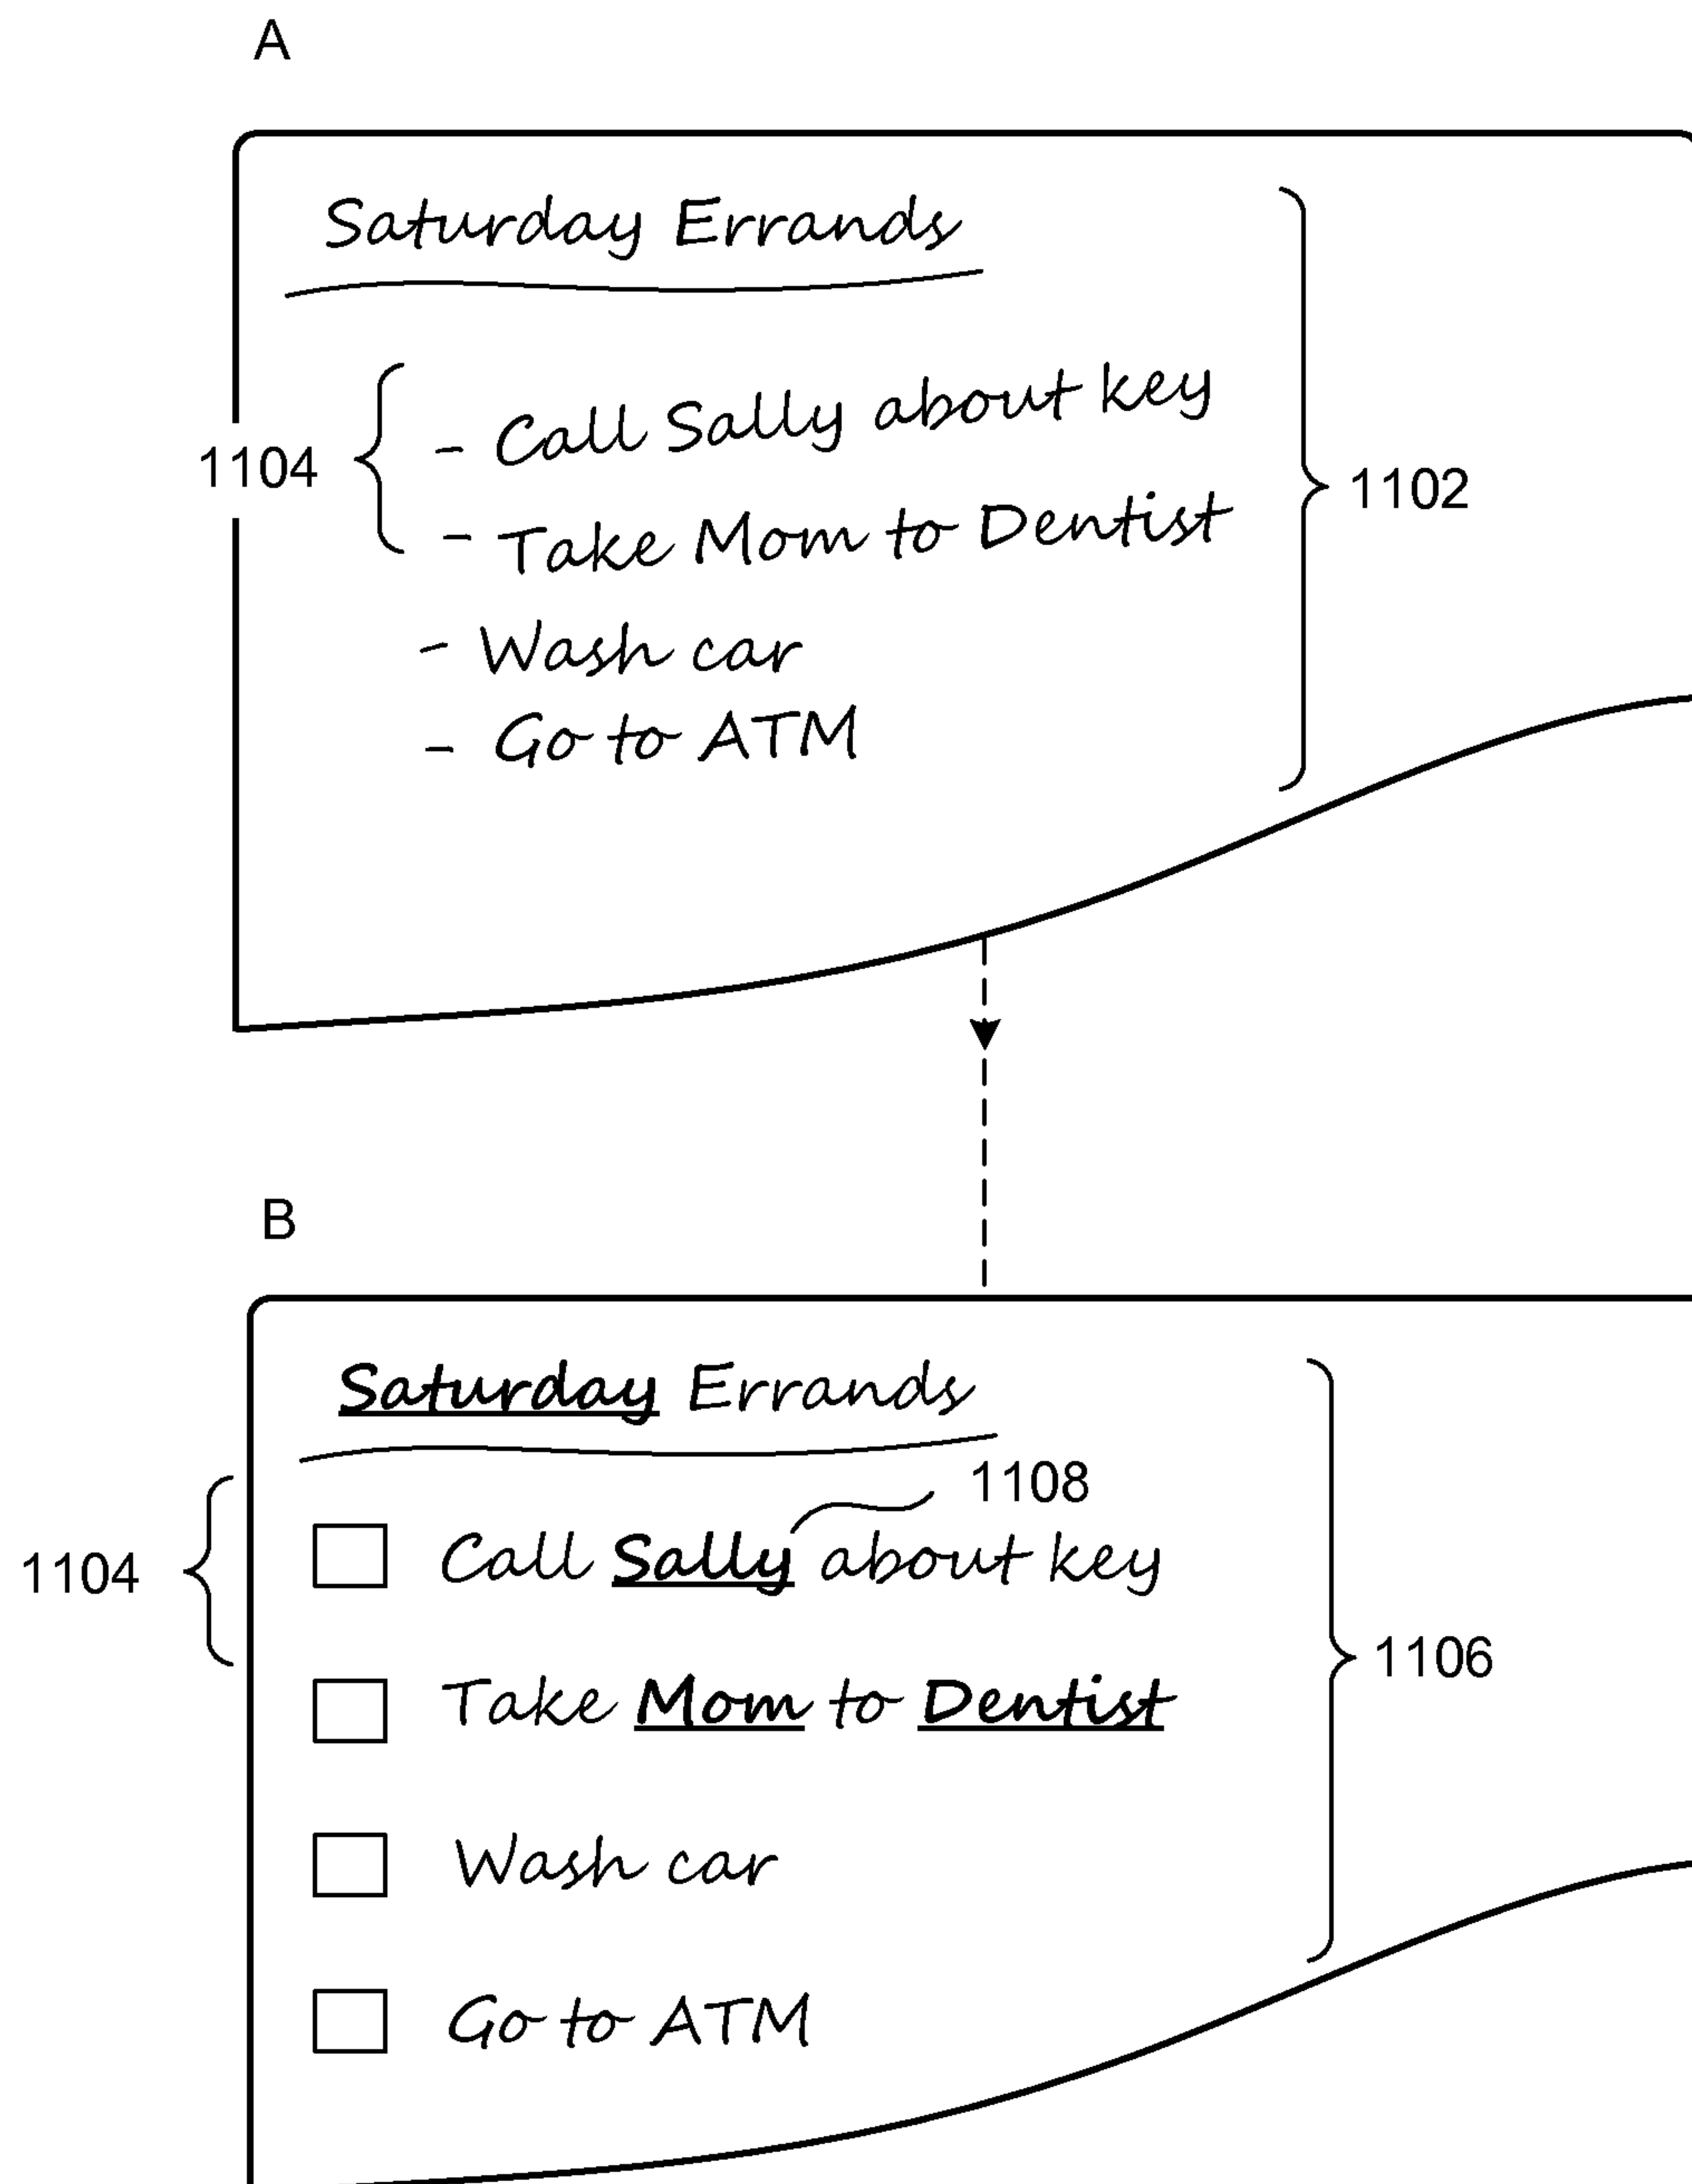 A
Saturday Errands
1104
- Call Sally about key
1102
- Take Mom to Dentist
- Wash car
- Go to ATM
B
Saturday Errands
1108
1104
Call Sally about key
1106
Take Mom to Dentist
Wash car
Go to ATM